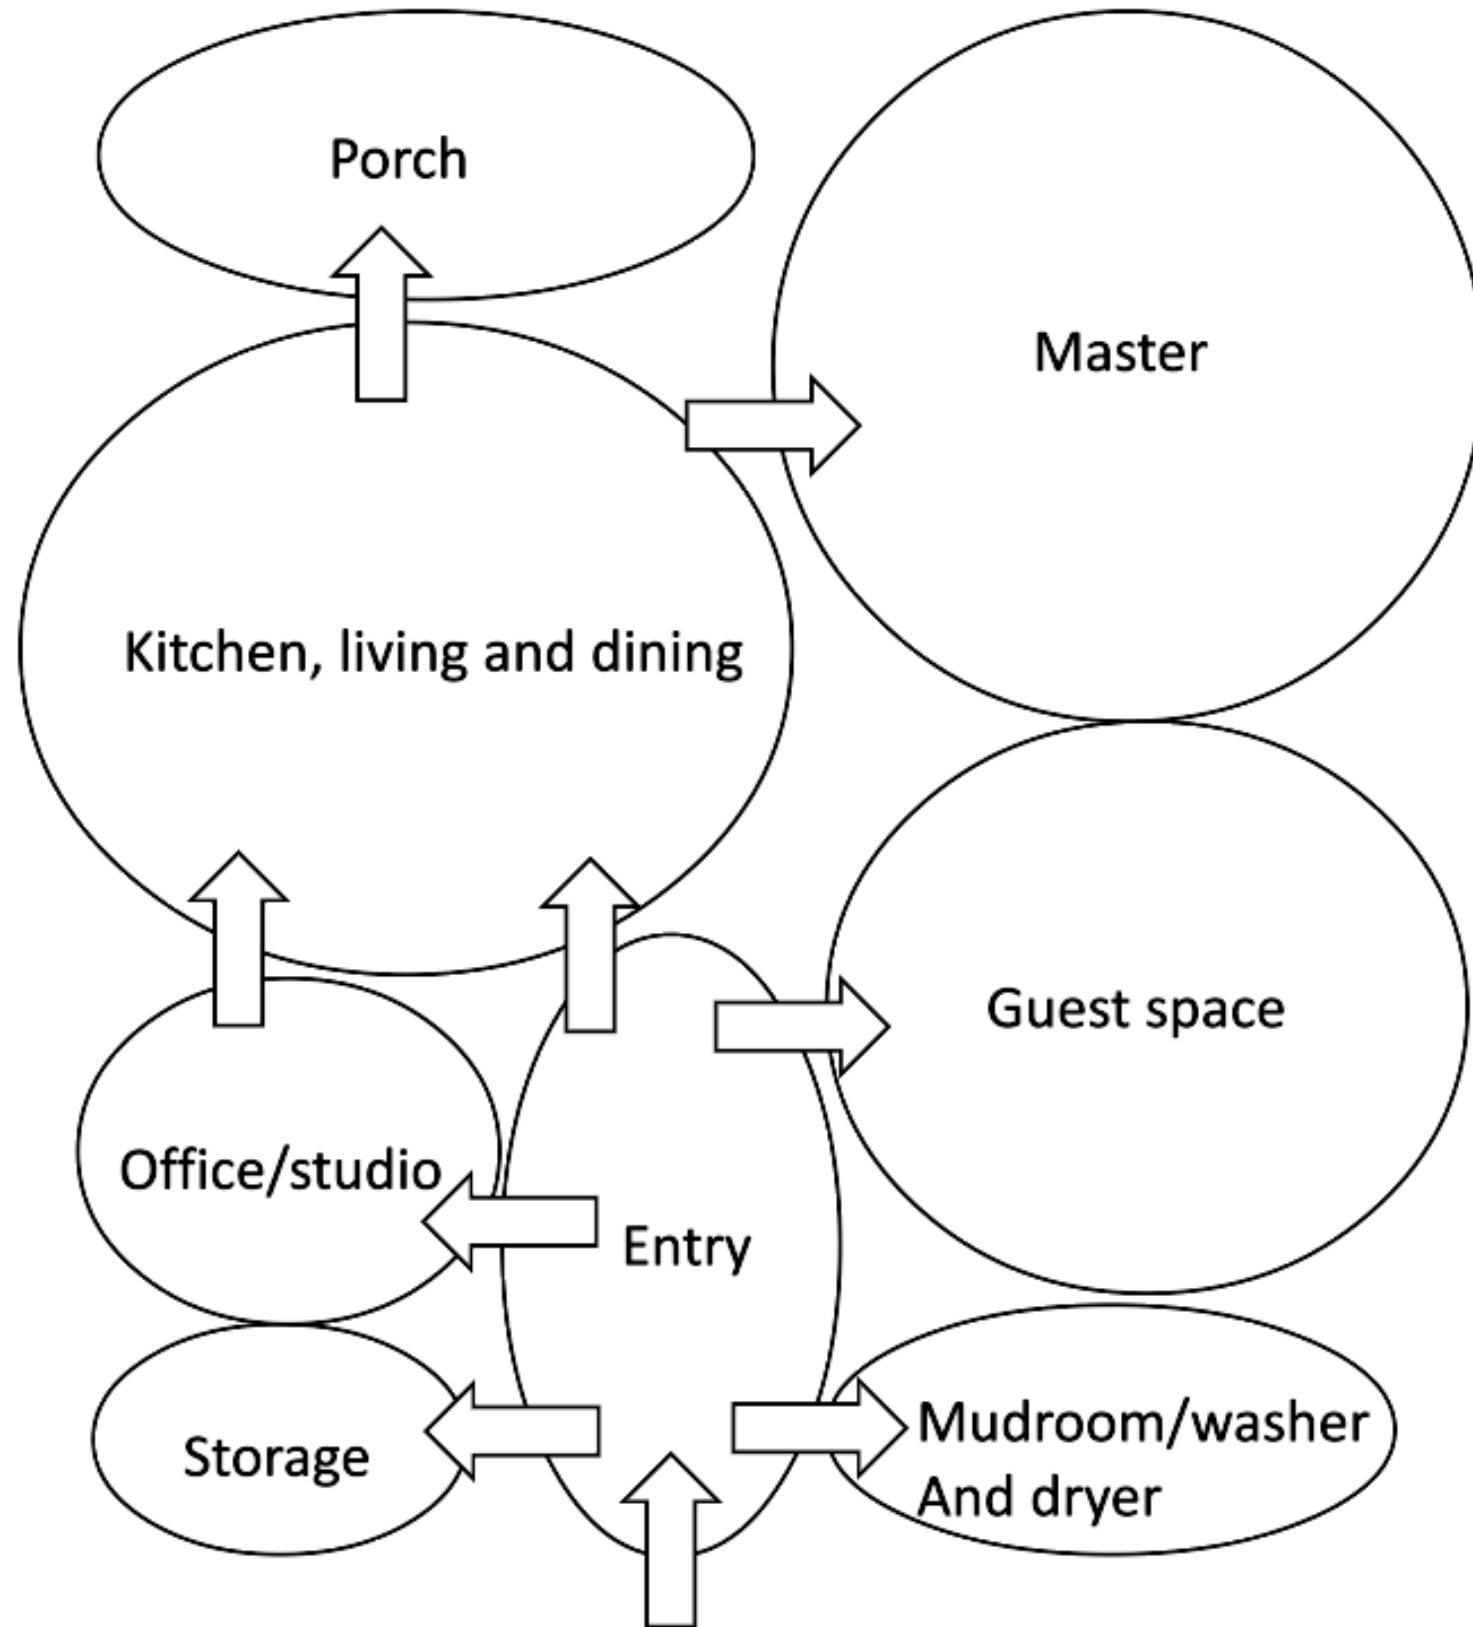 Porch
Master
Kitchen, living and dining
Guest space
Office/studio
Entry
Storage
Mudroom/washer
And dryer